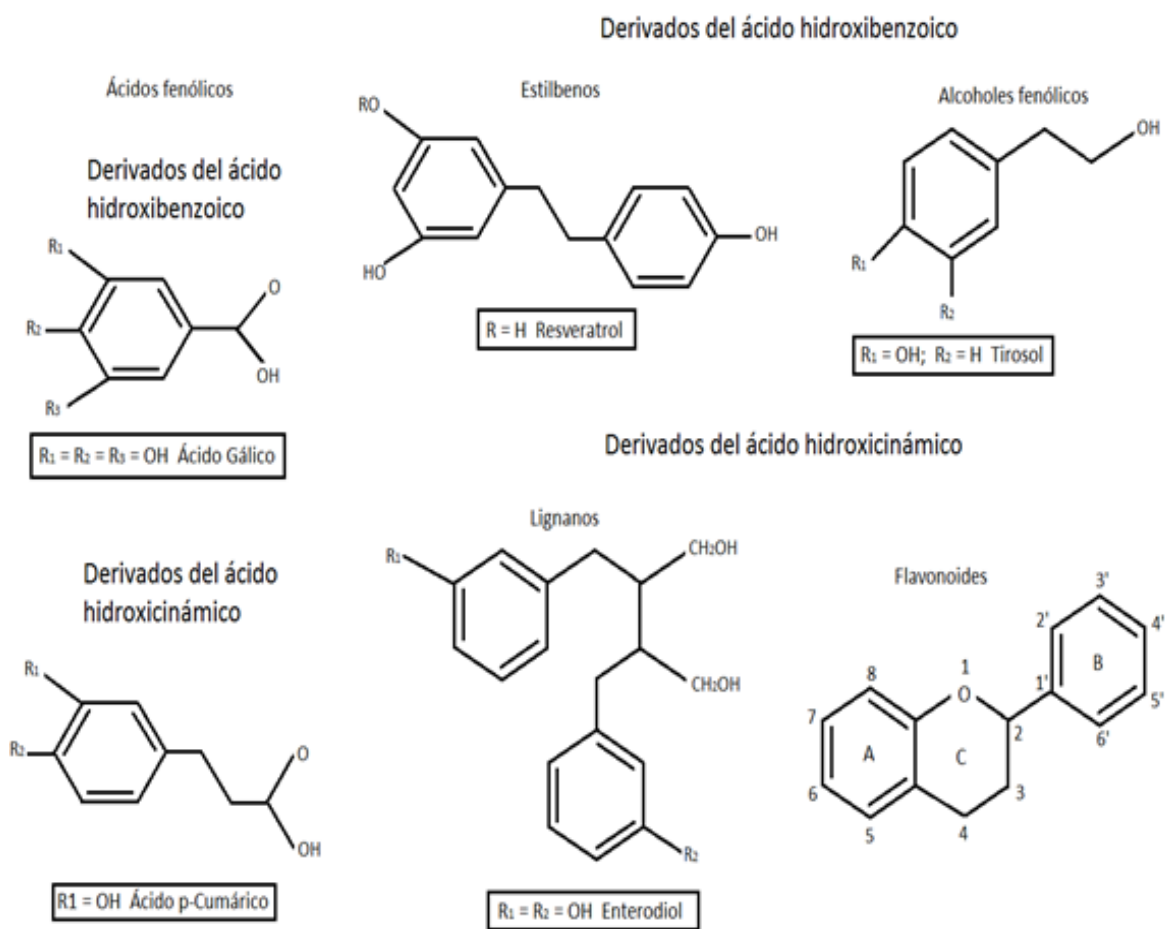 Derivados del ácido hidroxibenzoico
Ácidos fenólicos
Estilbenos
Alcoholes fenólicos
Derivados del ácido
hidroxibenzoico
R₁
R₂
R₃
O
OH
R₁ = R₂ = R₃ = OH Ácido Gálico
RO
HO
OH
R = H Resveratrol
OH
R₁
R₂
R₁ = OH; R₂ = H Tirosol
Derivados del ácido hidroxicinámico
Derivados del ácido
hidroxicinámico
R₁
R₂
O
OH
R1 = OH Ácido p-Cumárico
Lignanos
R₁
CH₂OH
CH₂OH
R₂
R₁ = R₂ = OH Enterodiol
Flavonoides
3'
2'
4'
B
1
8
O
1'
5'
7
2
6'
A
C
6
3
5
4